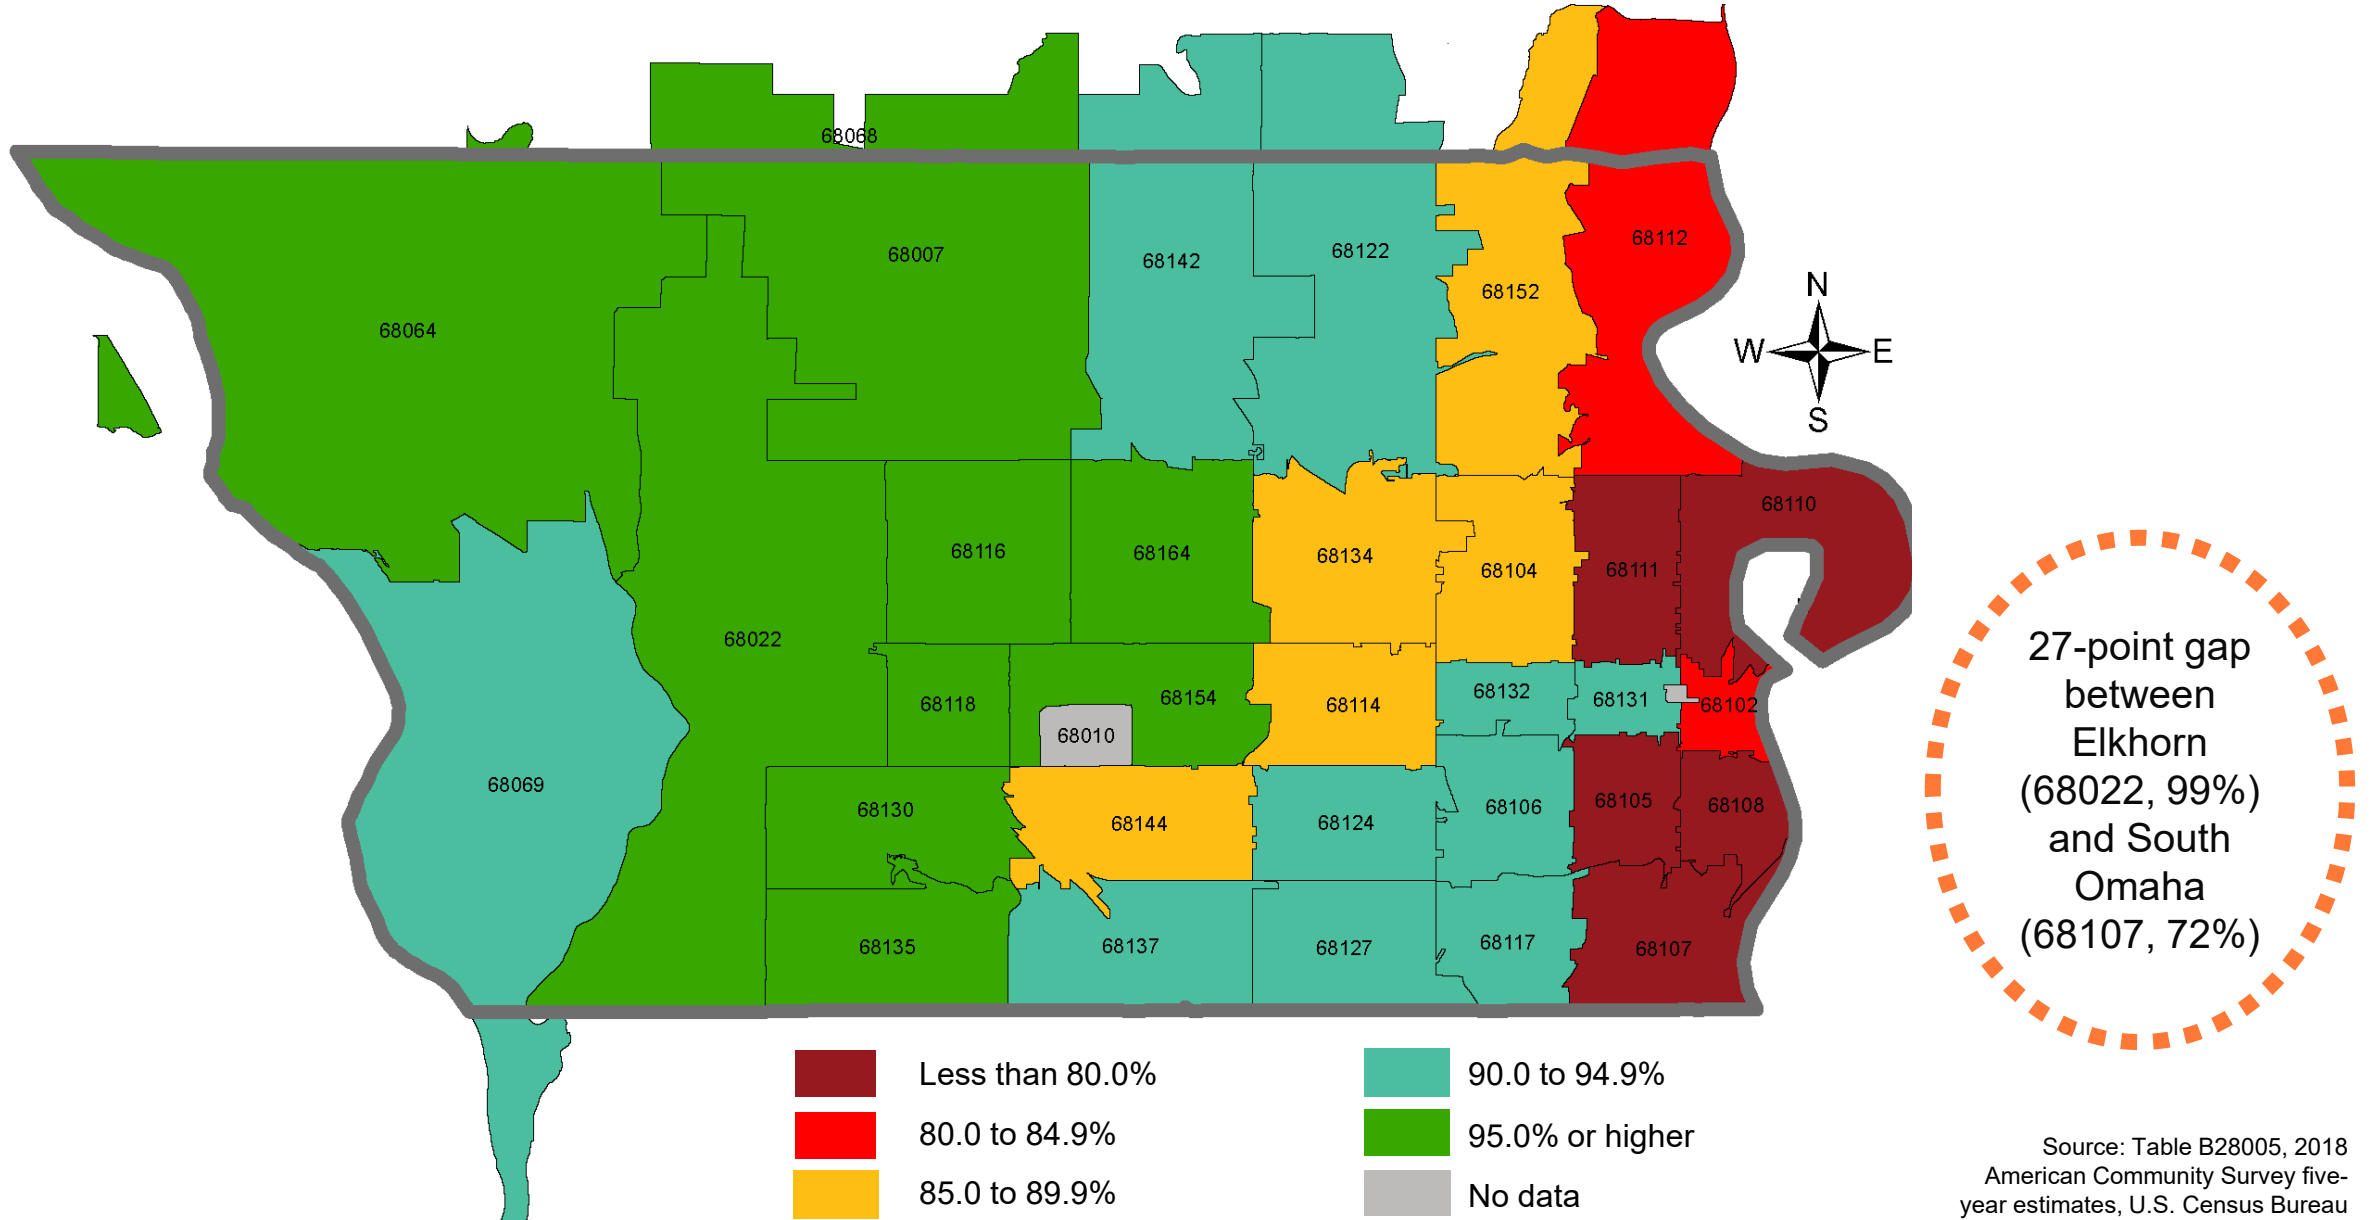 68068
68007
68142
68122
68112
68152
68064
N
W
E
S
68110
68116
68164
68134
68104
68111
68022
68118
68154
68010
68114
68132
68131
68102
68069
68130
68144
68124
68106
68105
68108
68135
68137
68127
68117
68107
27-point gap
between
Elkhorn
(68022, 99%)
and South
Omaha
(68107, 72%)
Less than 80.0%
80.0 to 84.9%
85.0 to 89.9%
90.0 to 94.9%
95.0% or higher
No data
Source: Table B28005, 2018
American Community Survey five-
year estimates, U.S. Census Bureau